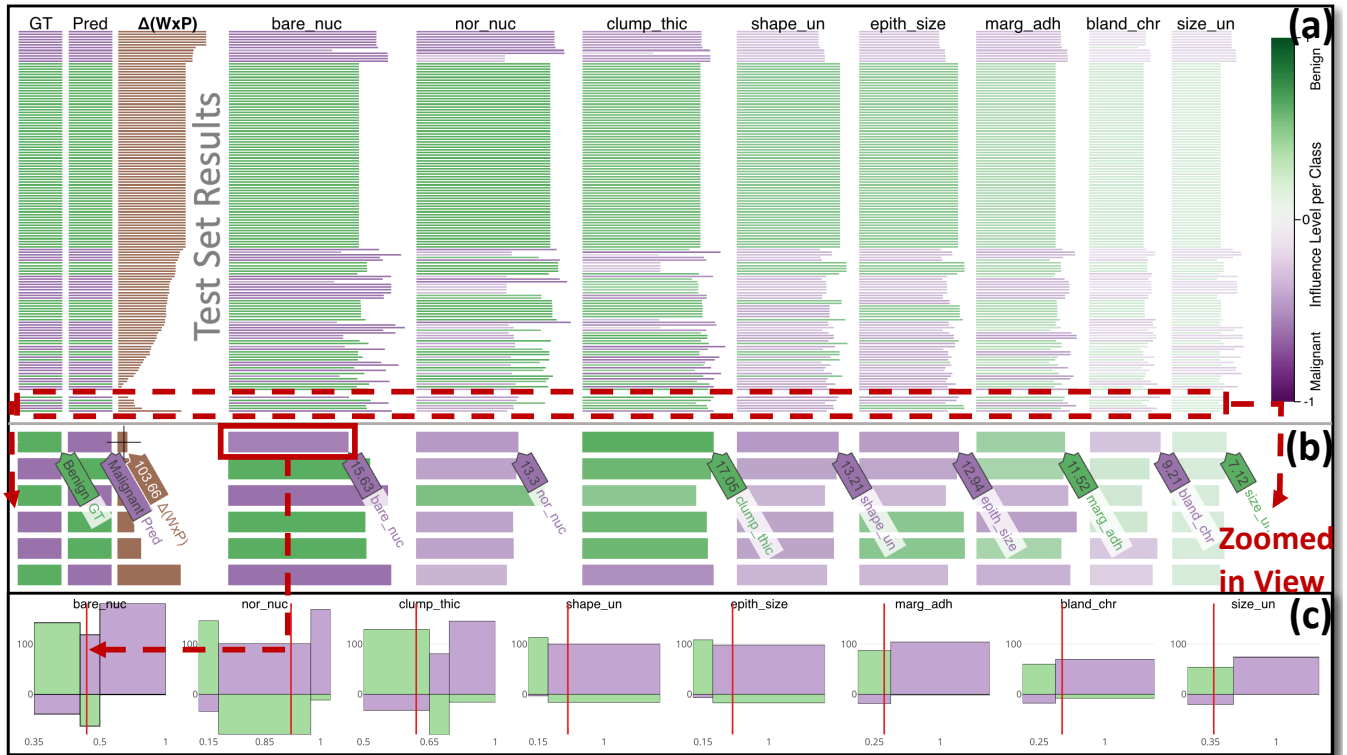 GT Pred Δ(WxP) bare_nuc nor_nuc clump_thic shape_un epith_size marg_adh bland_chr size_un (a)
Test Set Results
Benign
Influence Level per Class
0
Malignant
-1
(b)
Benign GT
Malignant Pred
103.66 Δ(WxP)
15.63 bare_nuc
13.3 nor_nuc
17.05 clump_thic
13.21 shape_un
12.94 epith_size
11.52 marg_adh
9.21 bland_chr
7.12 size_un
Zoomed
in View
bare_nuc nor_nuc clump_thic shape_un epith_size marg_adh bland_chr size_un (c)
100 100 100 100 100 100 100 100
0 0 0 0 0 0 0 0
0.35 0.5 1 0.15 0.85 1 0.5 0.65 1 0.15 1 0.15 1 0.25 1 0.25 1 0.35 1